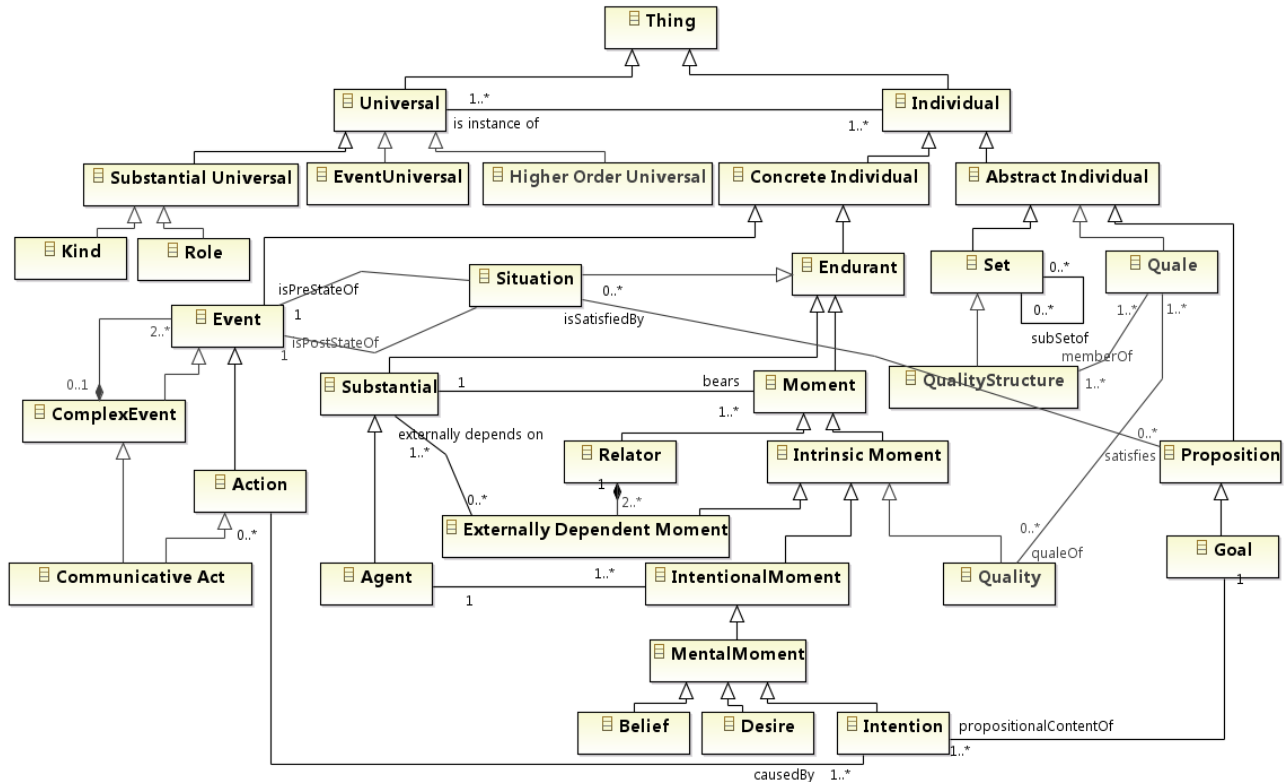 Thing
Universal
1..*
is instance of
1..*
Individual
Substantial Universal
EventUniversal
Higher Order Universal
Concrete Individual
Abstract Individual
Kind
Role
Situation
Endurant
Set
0..*
0..*
subSetof
Quale
isPreStateOf
1
0..*
isSatisfiedBy
1..*
1..*
Event
2..*
isPostStateOf
1
memberOf
1..*
QualityStructure
0..1
ComplexEvent
Substantial
1
bears
1..*
Moment
externally depends on
1..*
0..*
satisfies
Proposition
Relator
1
2..*
Intrinsic Moment
Action
0..*
0..*
Externally Dependent Moment
0..*
qualeOf
Goal
1
Communicative Act
Agent
1
1..*
IntentionalMoment
Quality
MentalMoment
Belief
Desire
Intention
propositionalContentOf
1..*
causedBy
1..*